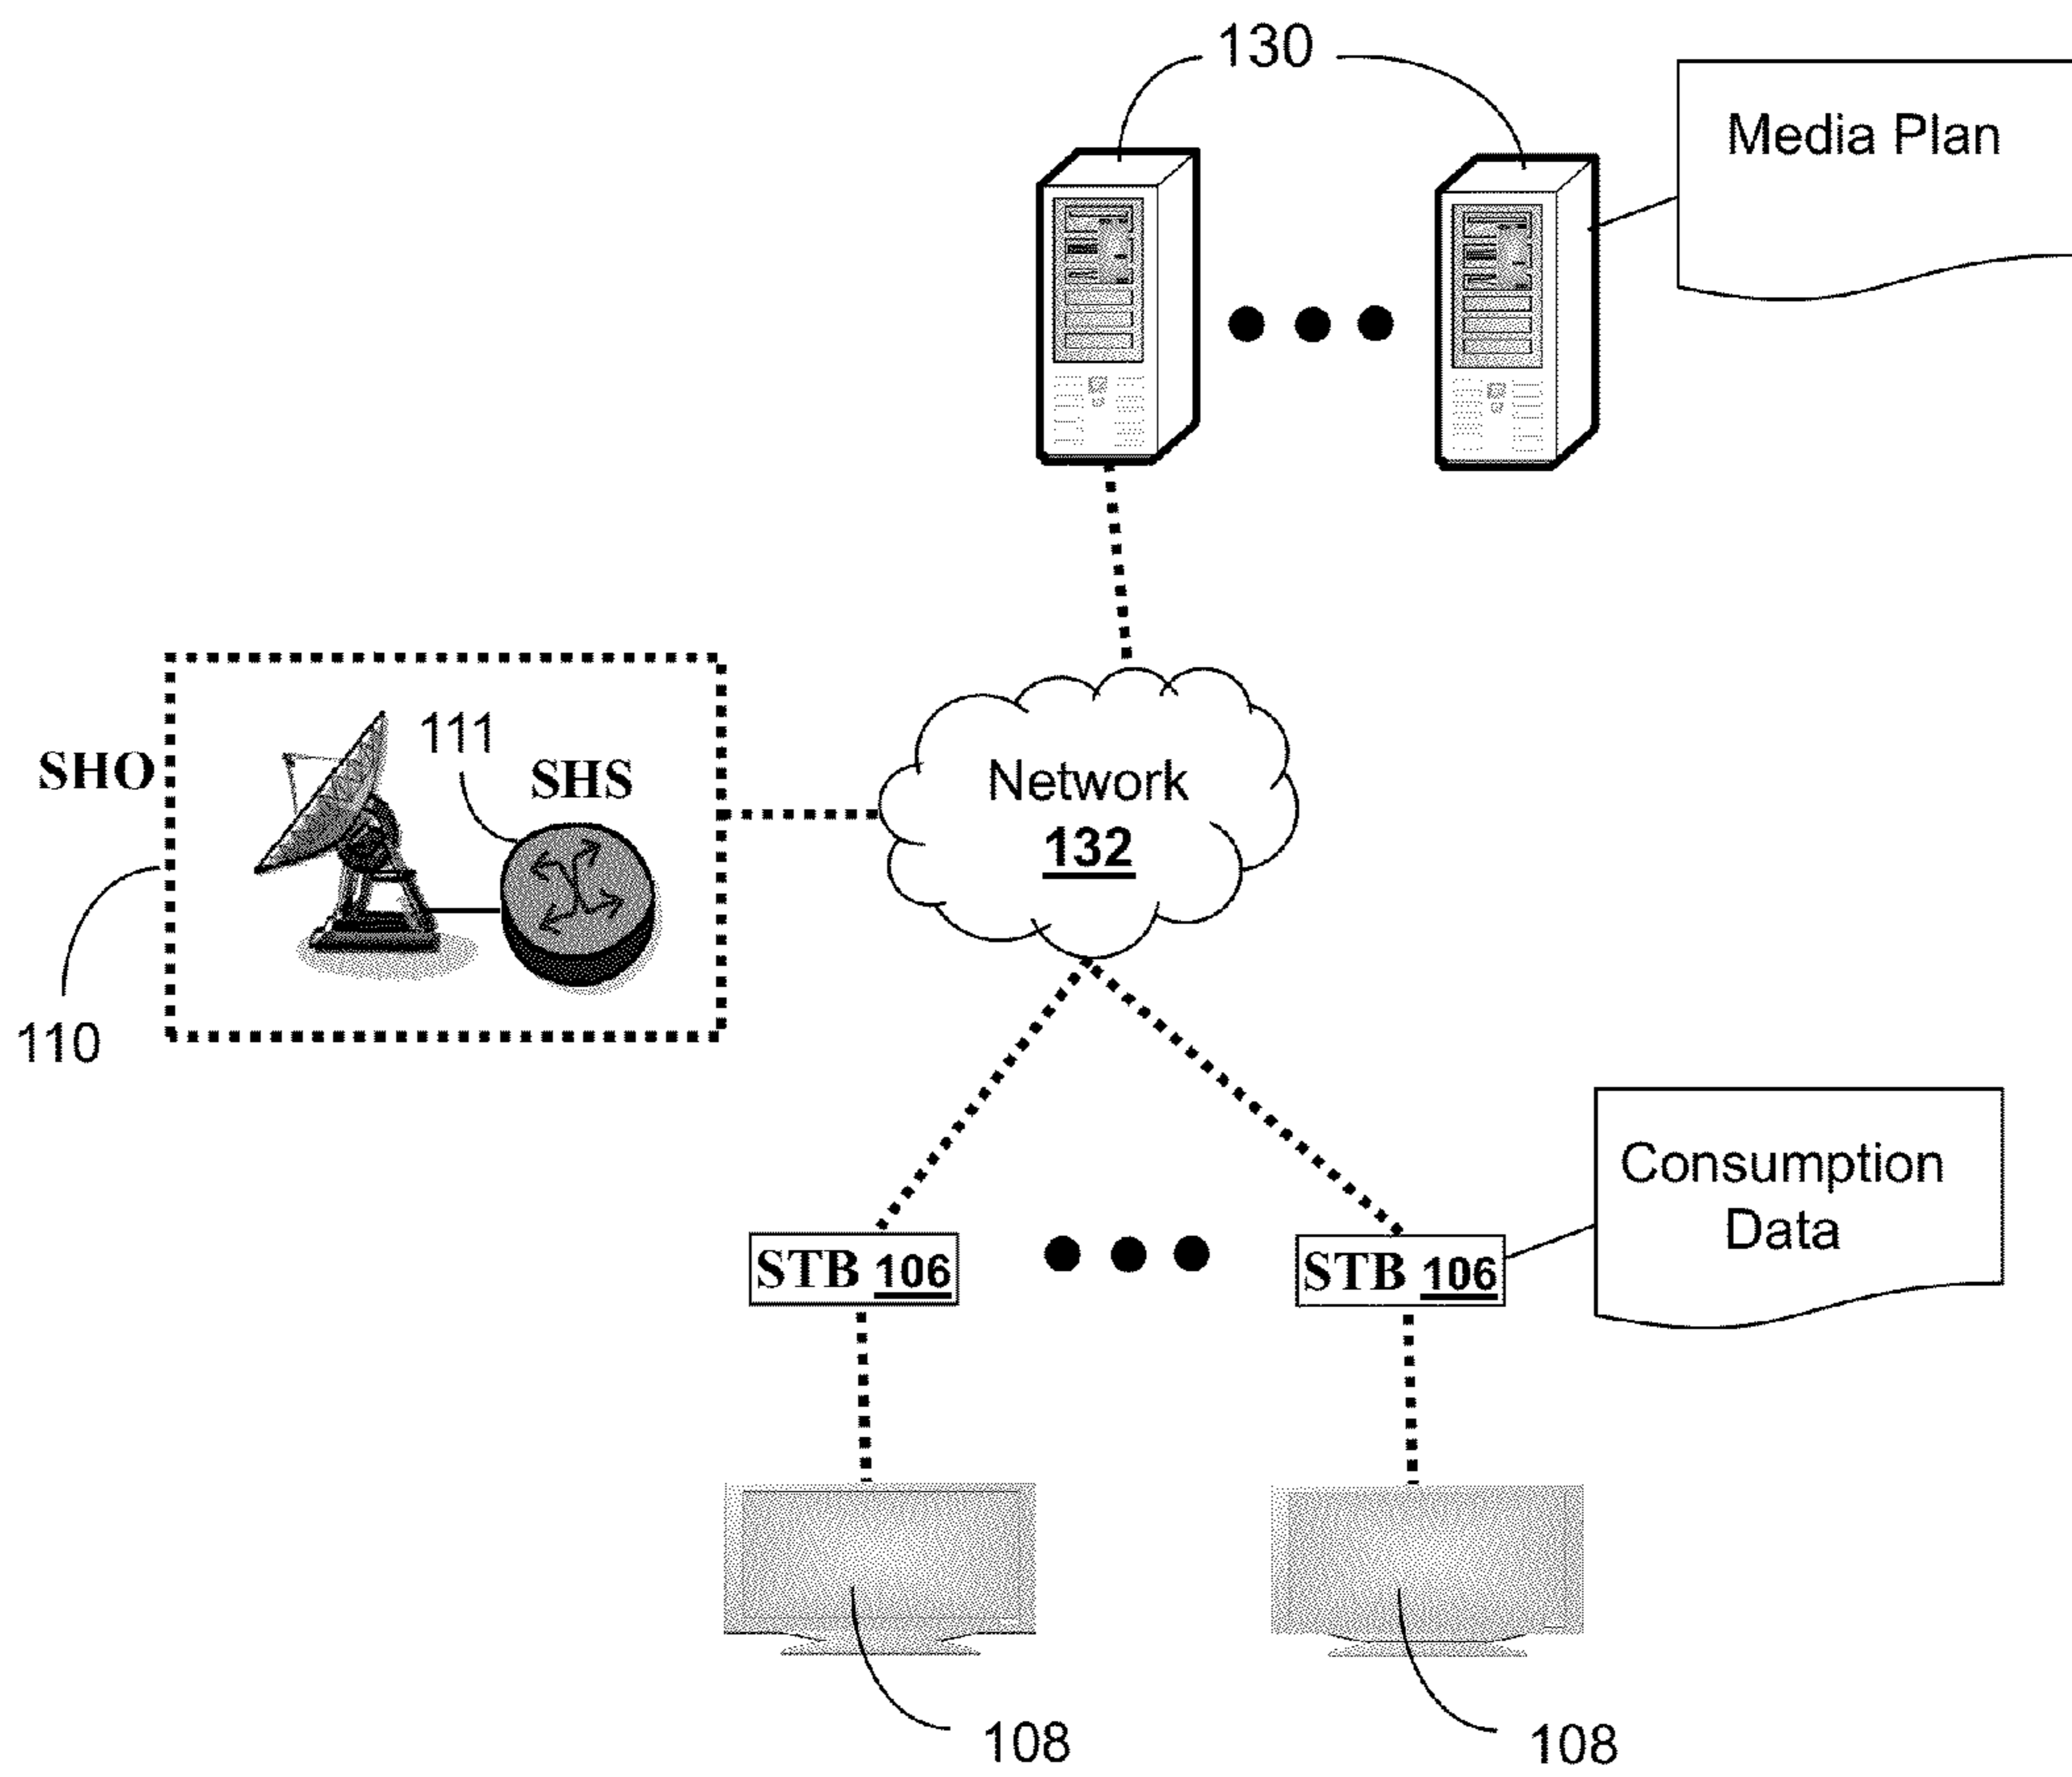 130
Media Plan
SHO
111
SHS
Network
132
110
Consumption
Data
STB 106
STB 106
108
108